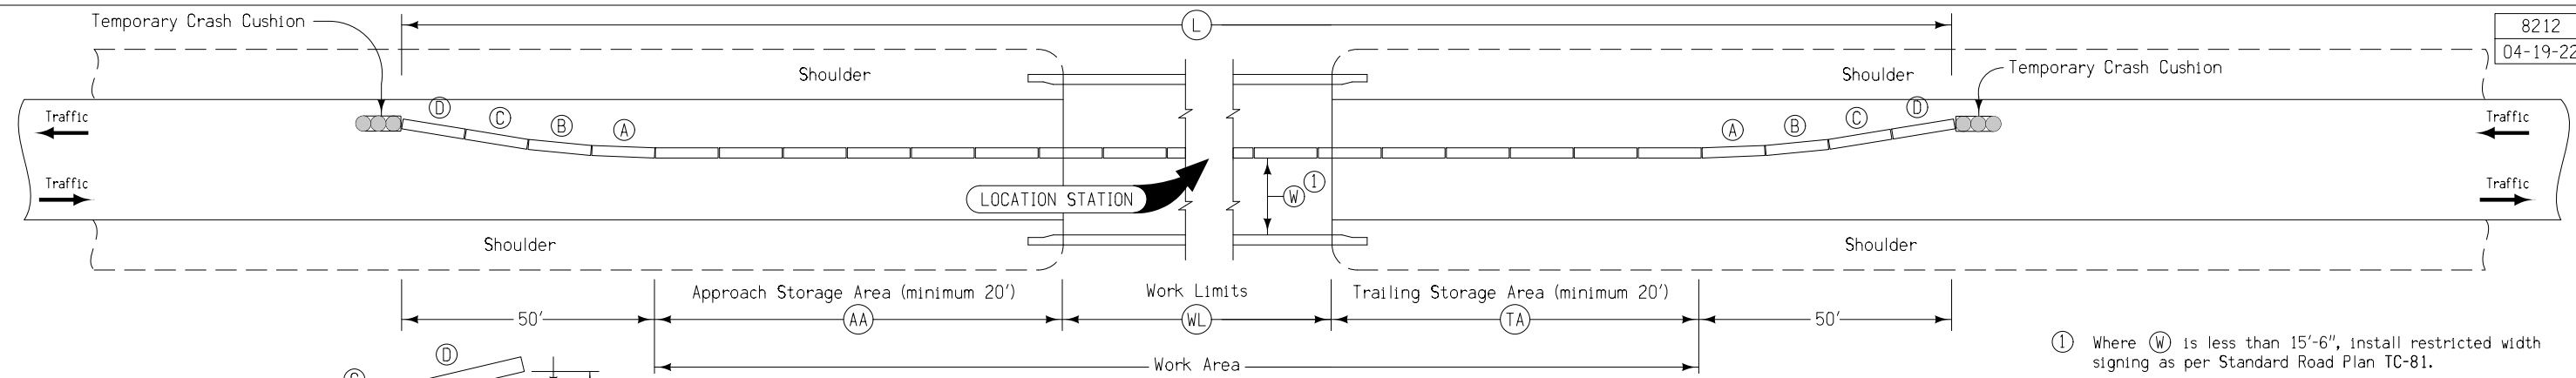 Temporary Crash Cushion
L
8212
04-19-22
Shoulder
Shoulder
Temporary Crash Cushion
Traffic
D
C
B
A
A
B
C
D
Traffic
Traffic
LOCATION STATION
W
1
Traffic
Shoulder
Shoulder
Approach Storage Area (minimum 20')
Work Limits
Trailing Storage Area (minimum 20')
50'
AA
WL
TA
50'
1 Where W is less than 15'-6", install restricted width
signing as per Standard Road Plan TC-81.
D
Work Area
C